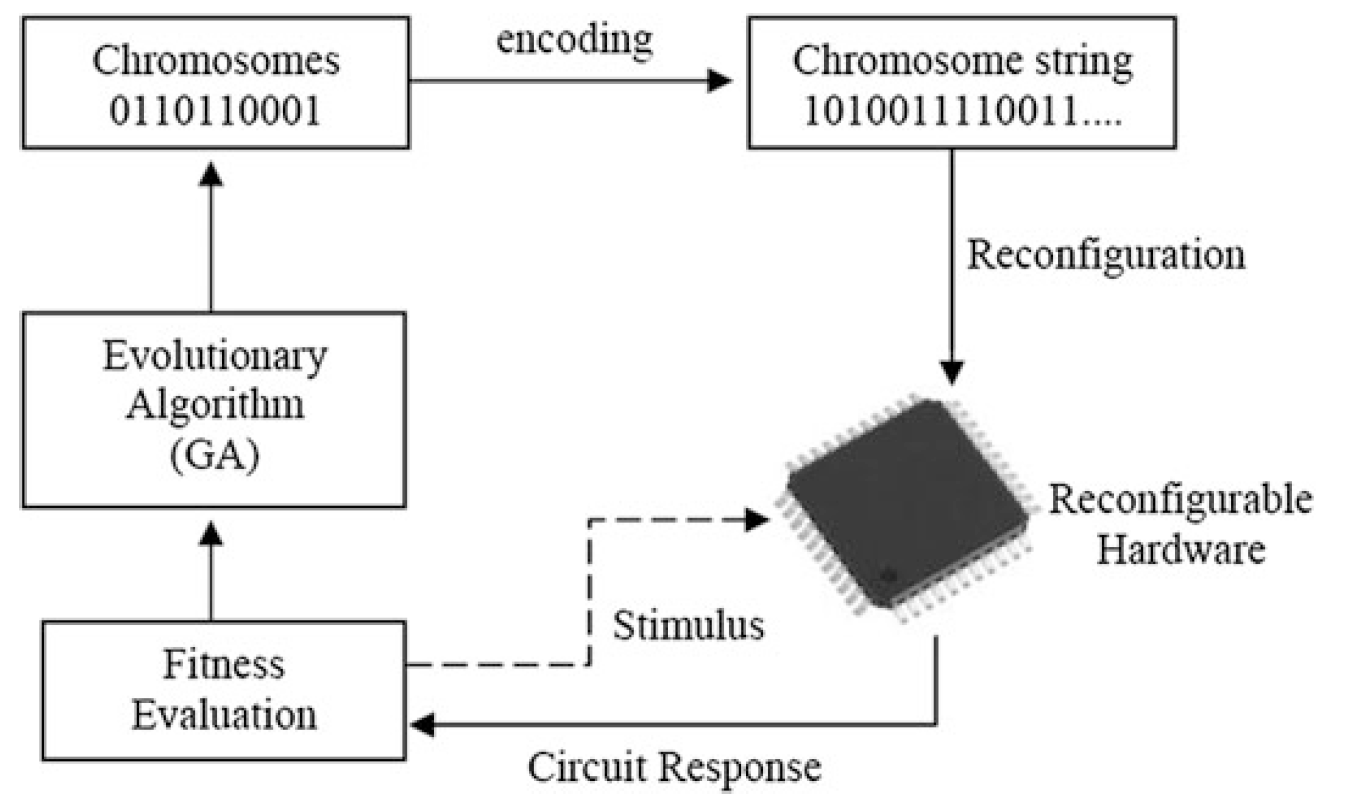 Chromosomes
0110110001
encoding
Chromosome string
1010011110011....
Reconfiguration
Evolutionary
Algorithm
(GA)
Reconfigurable
Hardware
Stimulus
Fitness
Evaluation
Circuit Response